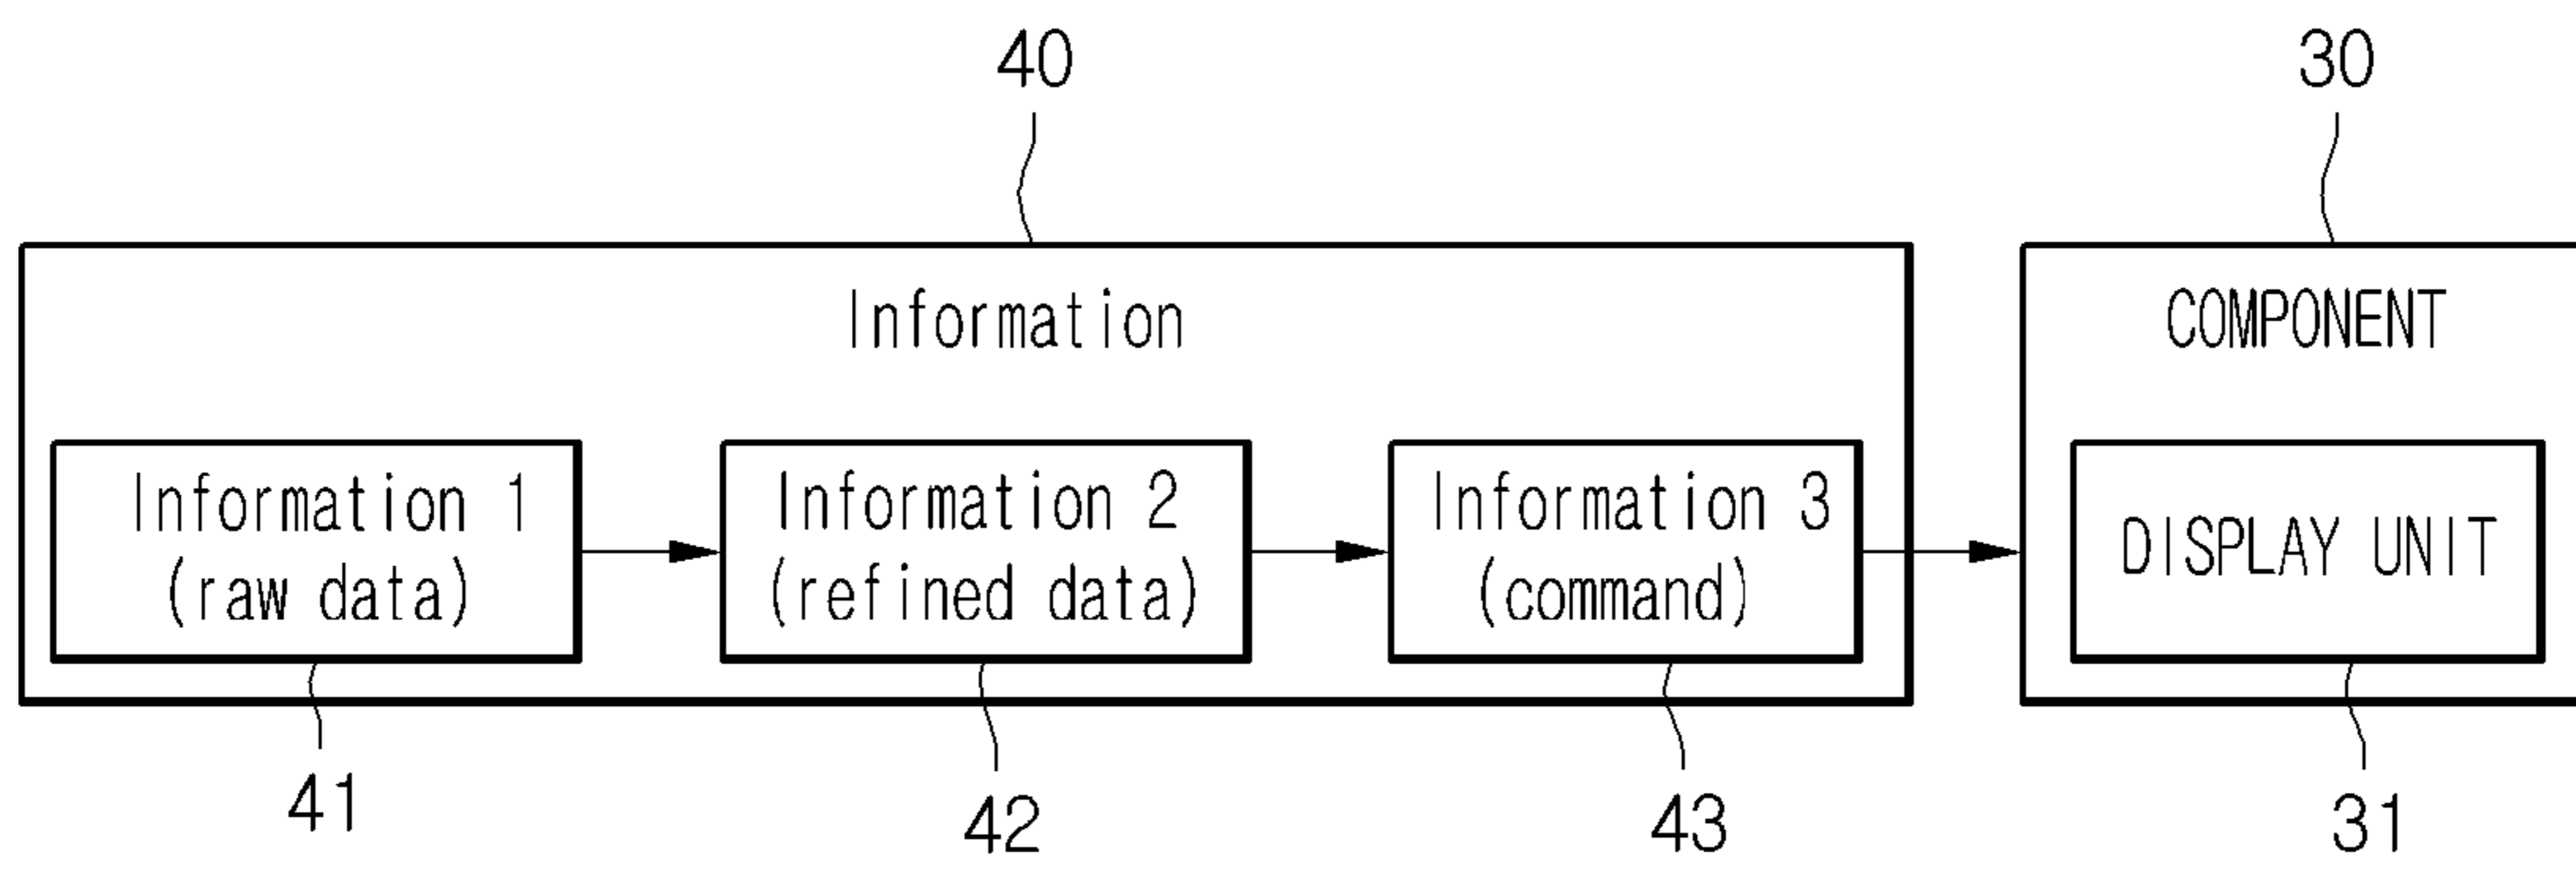 40
30
Information
COMPONENT
Information 1
(raw data)
Information 2
(refined data)
Information 3
(command)
DISPLAY UNIT
41
42
43
31